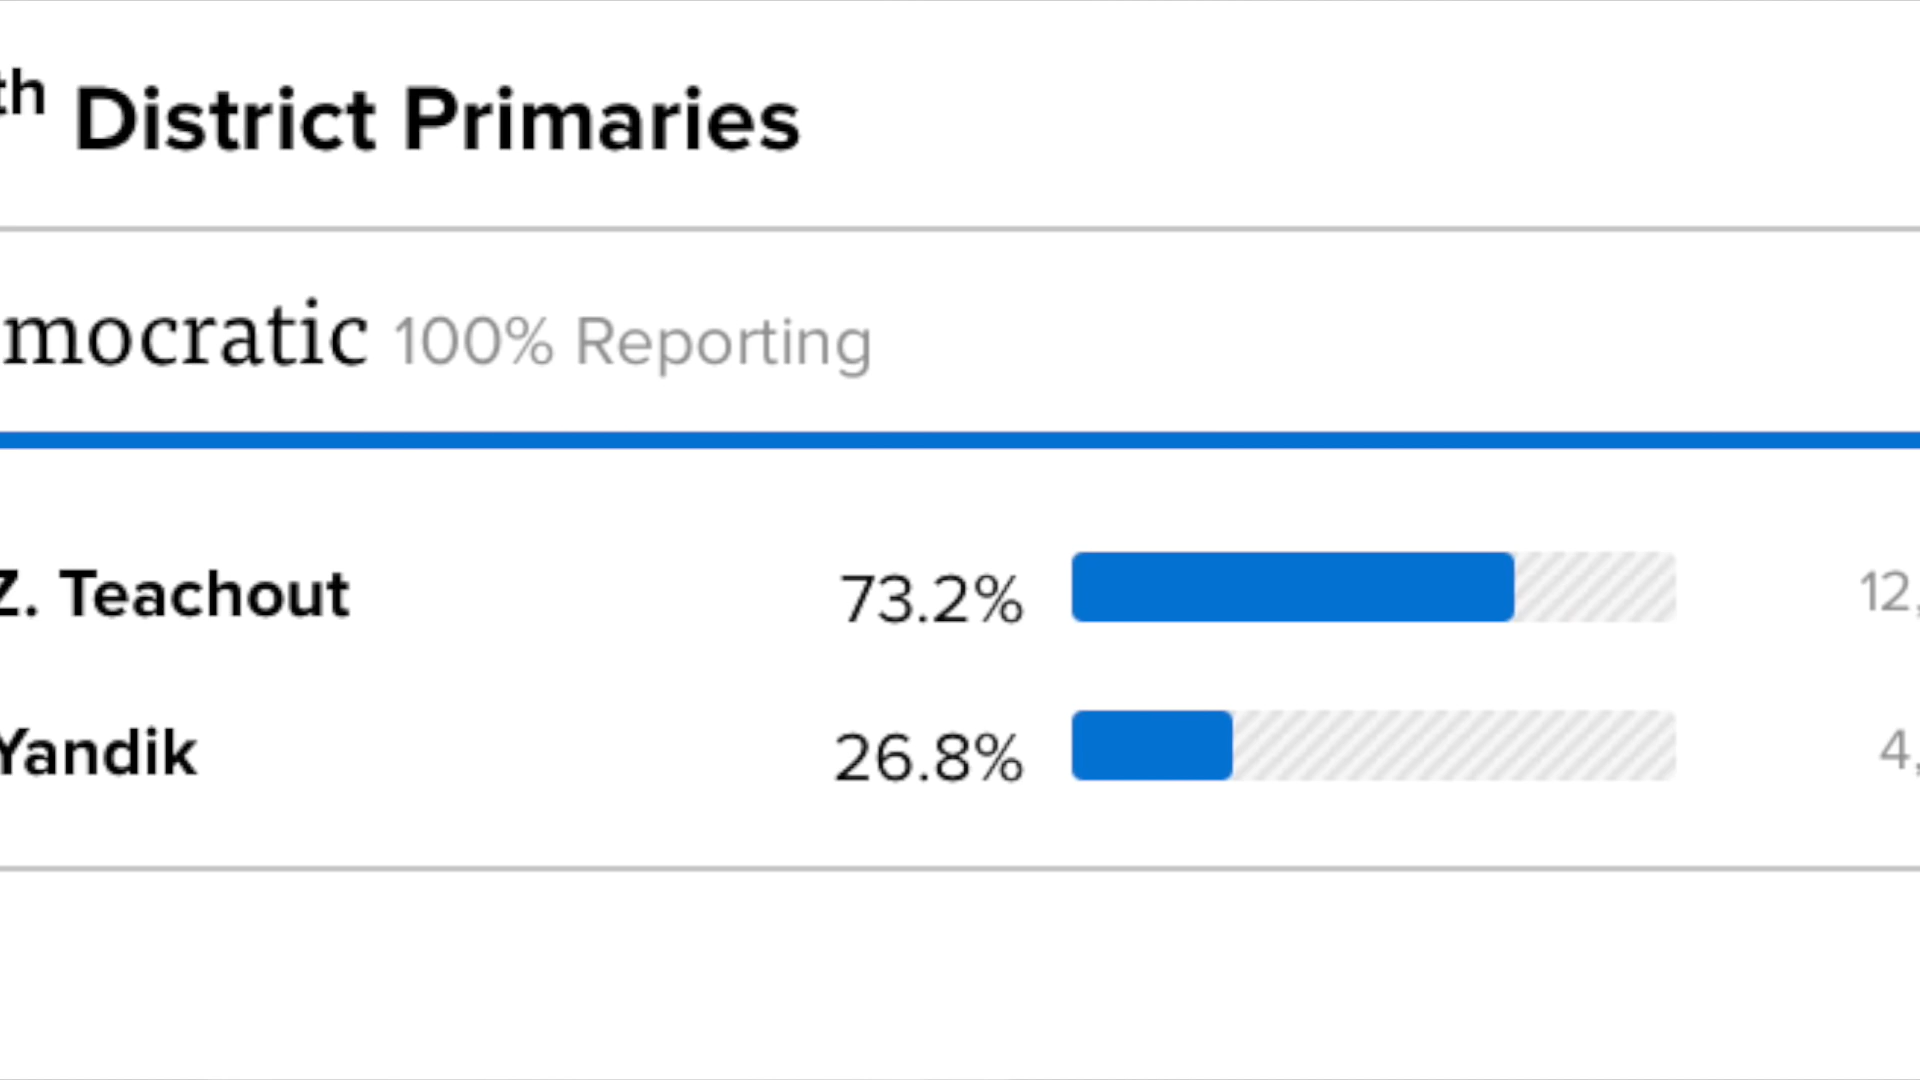 th District Primaries
mocratic 100% Reporting
Z. Teachout 73.2% 12,
Yandik 26.8% 4,